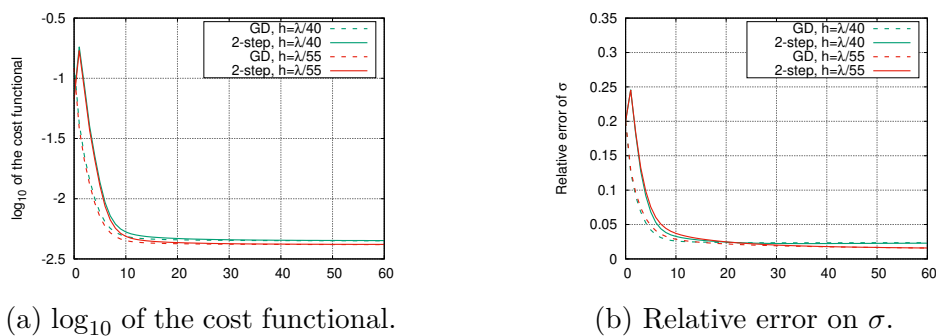 -0.5
-1
-1.5
-2
-2.5
0 10 20 30 40 50 60
log10 of the cost functional
GD, h=λ/40
2-step, h=λ/40
GD, h=λ/55
2-step, h=λ/55
(a) log10 of the cost functional.
0.35
0.3
0.25
0.2
0.15
0.1
0.05
0
0 10 20 30 40 50 60
Relative error of σ
GD, h=λ/40
2-step, h=λ/40
GD, h=λ/55
2-step, h=λ/55
(b) Relative error on σ.